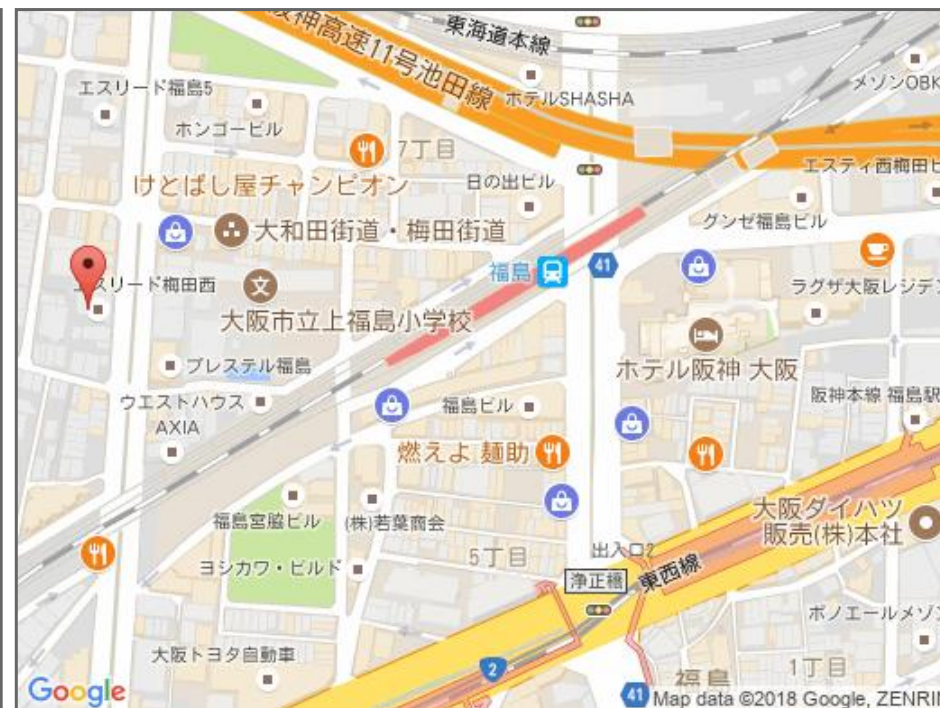 東海道本線
阪神高速11号池田線
メゾンOBK
エスリード福島5
ホテルSHASHA
ホンゴービル
7丁目
エスティ西梅田ビ
けとばし屋チャンピオン
日の出ビル
大和田街道・梅田街道
グンゼ福島ビル
福島
41
エスリード梅田西
文
ラグザ大阪レジデン
大阪市立上福島小学校
プレステル福島
ホテル阪神 大阪
ウエストハウス
AXIA
福島ビル
阪神本線 福島駅
燃えよ 麺助
大阪ダイハツ
販売(株)本社
福島宮脇ビル
(株)若葉商会
5丁目
出入口2
東西線
浄正橋
ヨシカワ・ビルド
ボノエールメゾン
大阪トヨタ自動車
2
福島
1丁目
41
Google
Map data ©2018 Google, ZENRIN